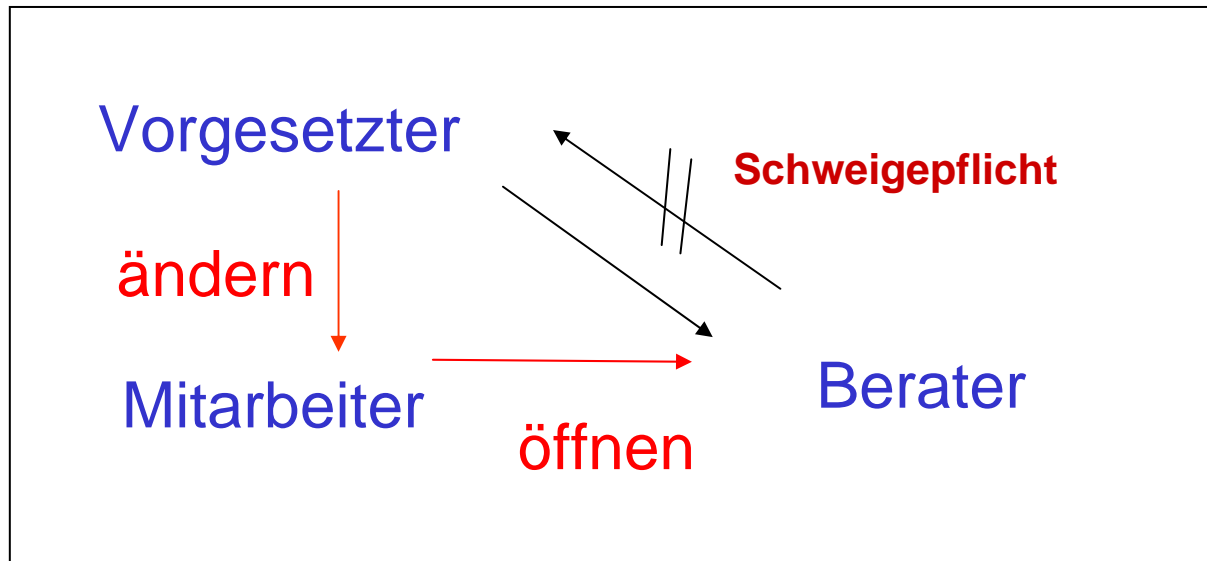 Vorgesetzter
Schweigepflicht
ändern
Mitarbeiter
Berater
öffnen